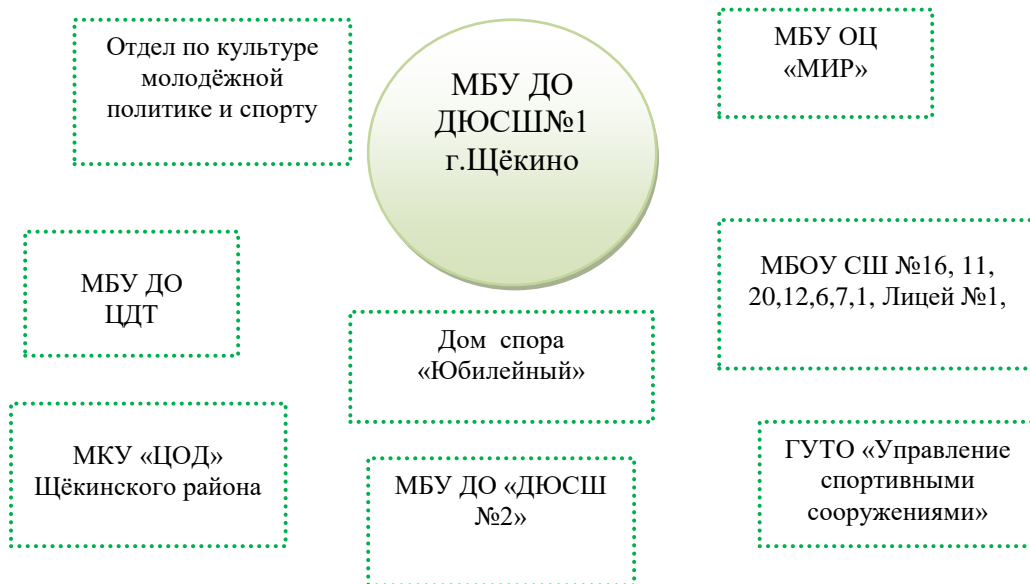 Отдел по культуре
молодёжной
политике и спорту
МБУ ДО
ДЮСШ№1
г.Щёкино
МБУ ОЦ
«МИР»
МБУ ДО
ЦДТ
Дом спора
«Юбилейный»
МБОУ СШ №16, 11,
20,12,6,7,1, Лицей №1,
МКУ «ЦОД»
Щёкинского района
МБУ ДО «ДЮСШ
№2»
ГУТО «Управление
спортивными
сооружениями»